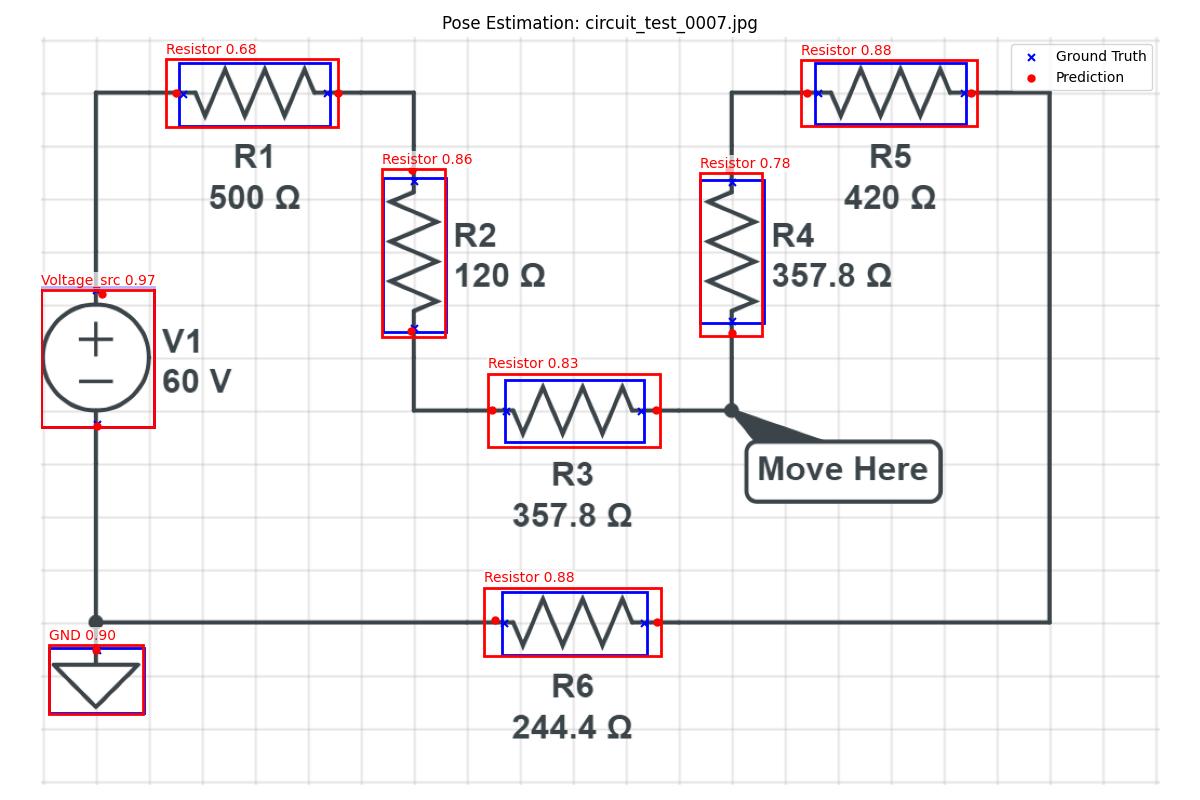 Pose Estimation: circuit_test_0007.jpg
Ground Truth
Prediction
Resistor 0.68
R1
500 Ω
Resistor 0.88
R5
420 Ω
Resistor 0.86
R2
120 Ω
Resistor 0.78
R4
357.8 Ω
Voltage_src 0.97
V1
60 V
Resistor 0.83
R3
357.8 Ω
Move Here
Resistor 0.88
R6
244.4 Ω
GND 0.90